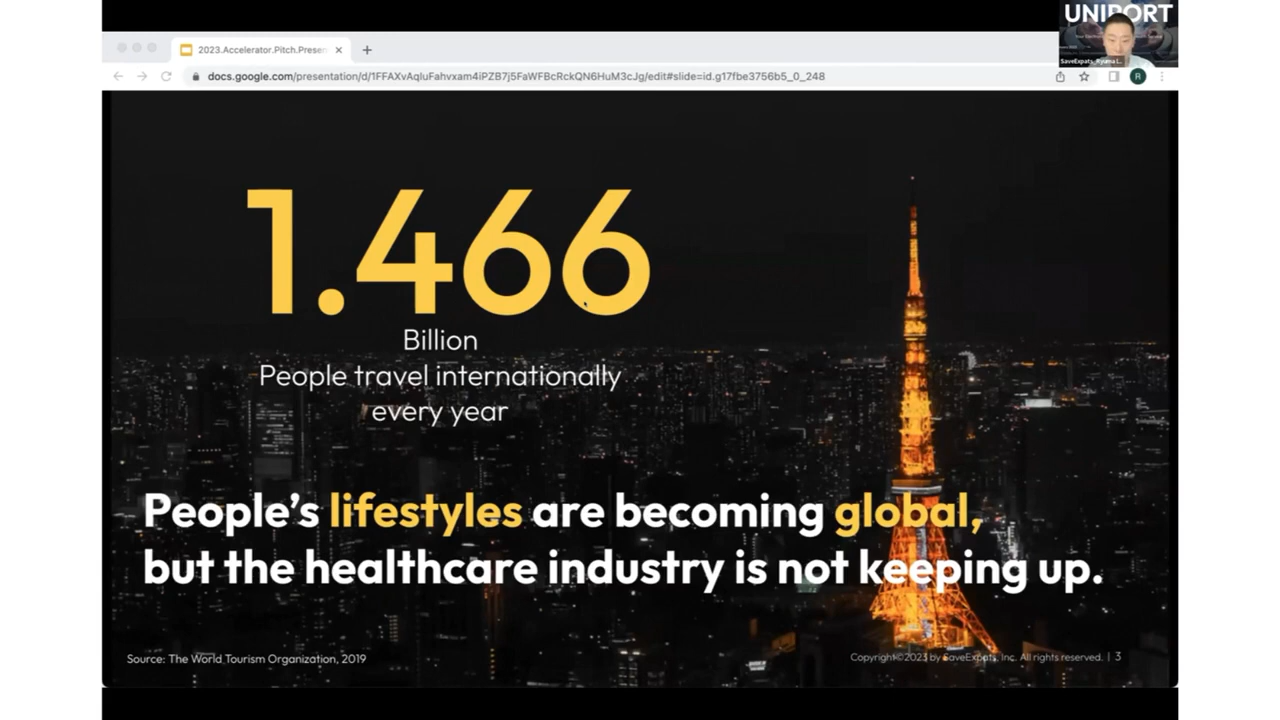 UNIPORT
2023.Accelerator.Pitch.Presen
docs.google.com/presentation/d/1FFAXvAqIuFahvxam4iPZB7j5FaWFBcRckQN6HuM3cJg/edit#slide=id.g17fbe3756b5_0_248
R
1.466
Billion
People travel internationally
every year
People's lifestyles are becoming global,
but the healthcare industry is not keeping up.
Source: The World Tourism Organization, 2019
Copyright©2023 by SaveExpats, Inc. All rights reserved. | 3